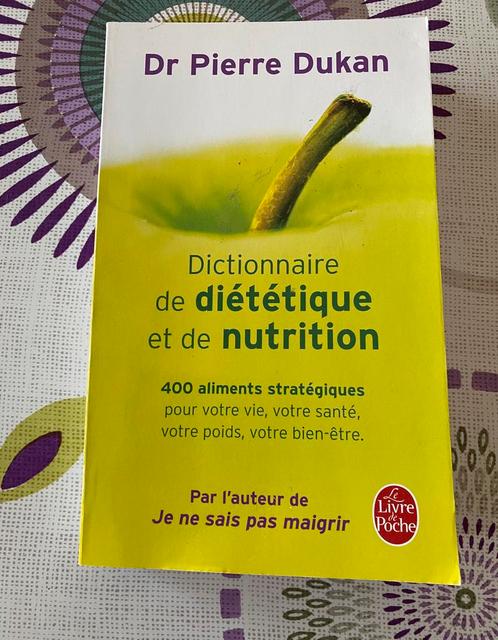 Dr Pierre Dukan
Dictionnaire
de diététique
et de nutrition
400 aliments stratégiques
pour votre vie, votre santé,
votre poids, votre bien-être.
Par l'auteur de
Je ne sais pas maigrir
Le
Livre
de
Poche